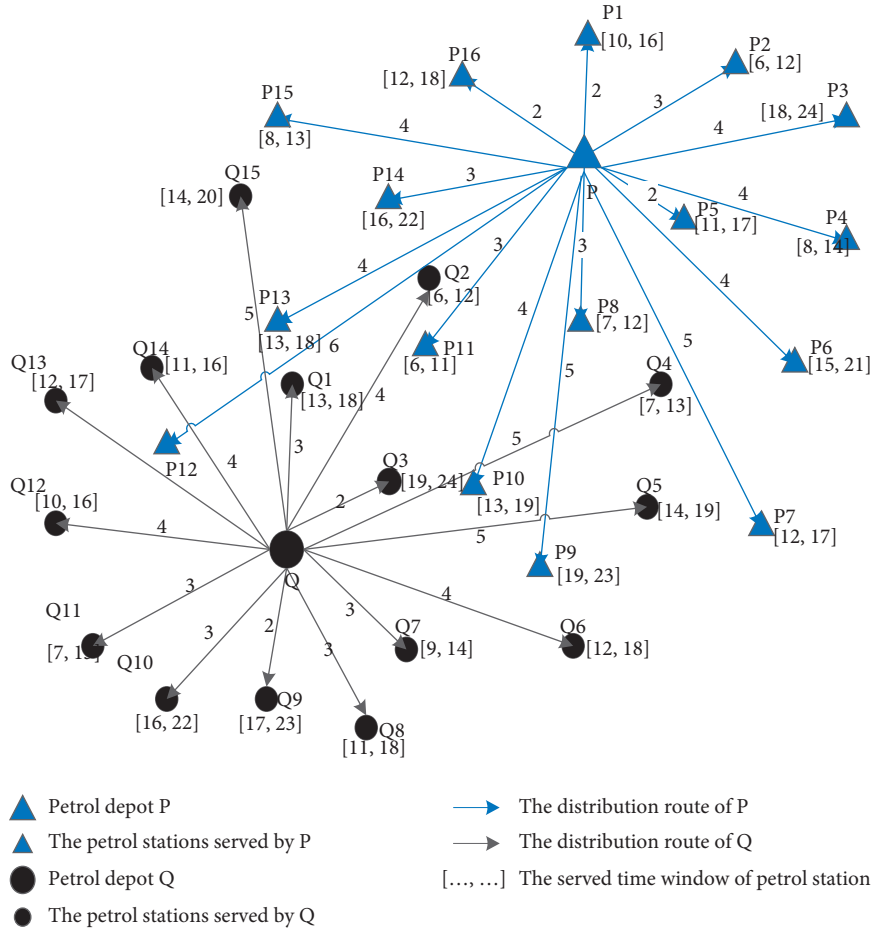 P1
[10, 16]
P2
[6, 12]
P16
[12, 18]
P3
[18, 24]
P15
[8, 13]
2
2
3
4
4
Q15
[14, 20]
P14
[16, 22]
3
P
2
P5
[11, 17]
4
P4
[8, 14]
3
3
4
4
Q2
[6, 12]
P13
[13, 18]
5
6
4
P8
[7, 12]
P11
[6, 11]
5
P6
[15, 21]
Q13
[12, 17]
Q14
[11, 16]
Q1
[13, 18]
4
5
Q4
[7, 13]
P12
3
5
4
Q12
[10, 16]
Q3
[19, 24]
2
P10
[13, 19]
Q5
[14, 19]
4
5
P7
[12, 17]
Q
P9
[19, 23]
3
4
Q11
[7, 
3
2
3
3
Q7
[9, 14]
Q6
[12, 18]
Q10
[16, 22]
Q9
[17, 23]
Q8
[11, 18]
Petrol depot P
The distribution route of P
The petrol stations served by P
The distribution route of Q
Petrol depot Q
[..., ...] The served time window of petrol station
The petrol stations served by Q